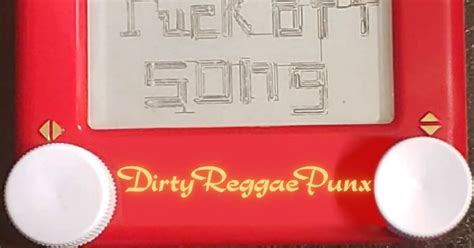 Fuck off
song
DirtyReggaePunx